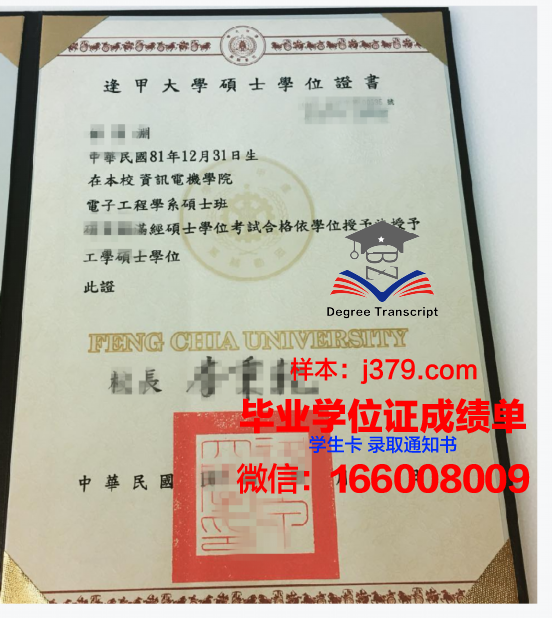 逢甲大學碩士學位證書
號
中華民國81年12月31日生
在本校 資訊電機學院
電子工程學系碩士班
滿經碩士學位考試合格依學位授予法授予
工學碩士學位
此證
BZ
Degree Transcript
FENG CHIA UNIVERSITY
校長
样本：j379.com
毕业学位证成绩单
学生卡 录取通知书
中華民國
微信：166008009